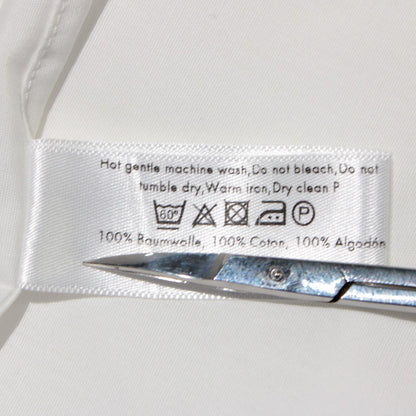 Hot gentle machine wash,Do not bleach,Do not
tumble dry,Warm iron,Dry clean P
60° P
100% Baumwolle, 100% Coton, 100% Algodón